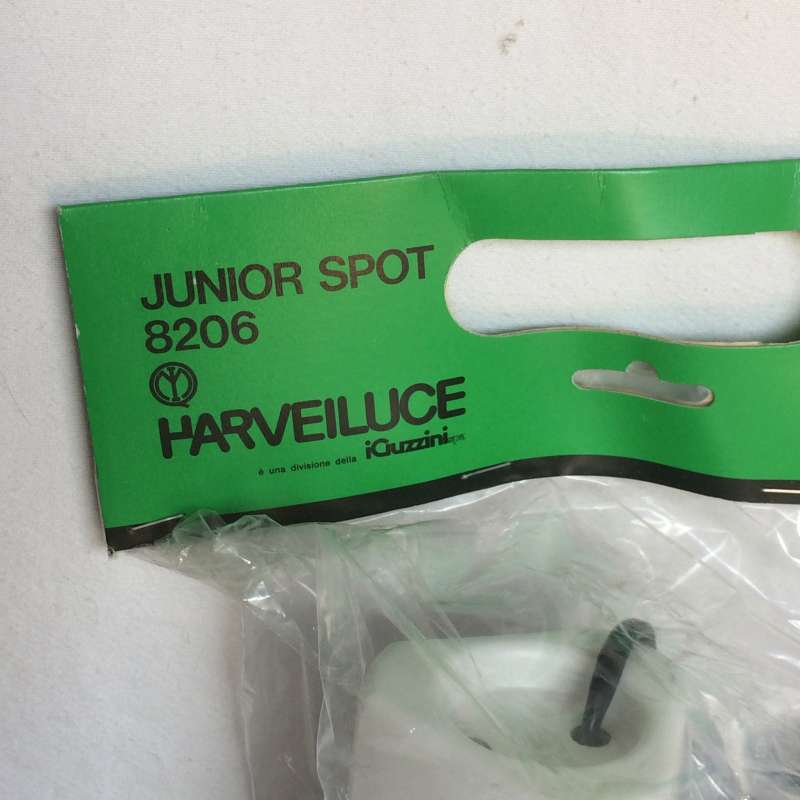 JUNIOR SPOT
8206
HARVEILUCE
è una divisione della iGuzzini spa